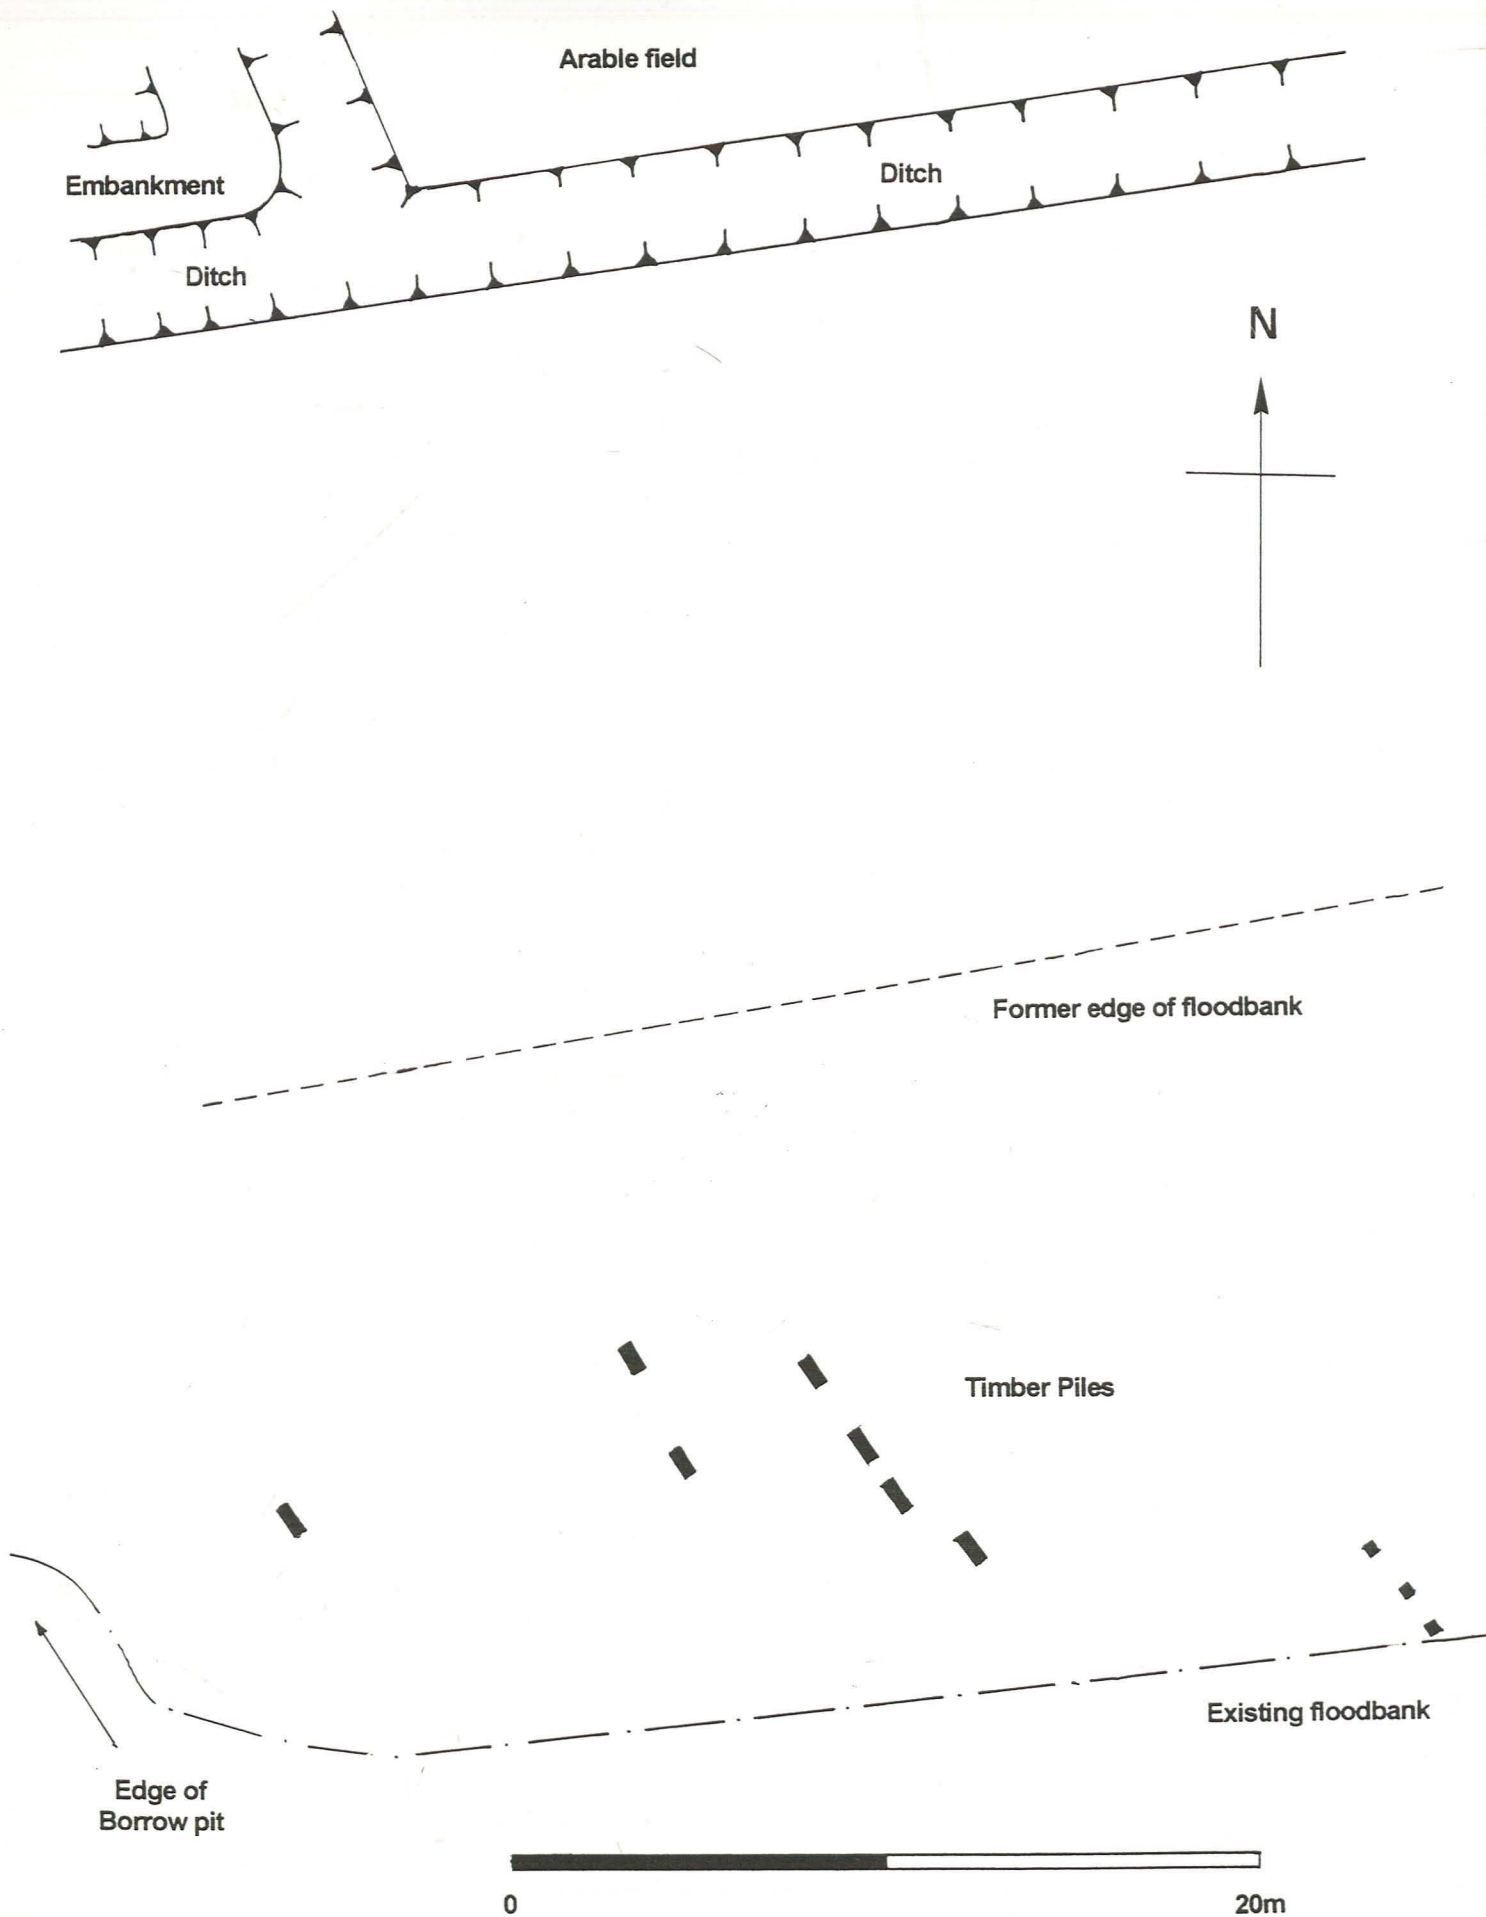 Arable field
Ditch
Embankment
Ditch
N
Former edge of floodbank
Timber Piles
Existing floodbank
Edge of
Borrow pit
0
20m